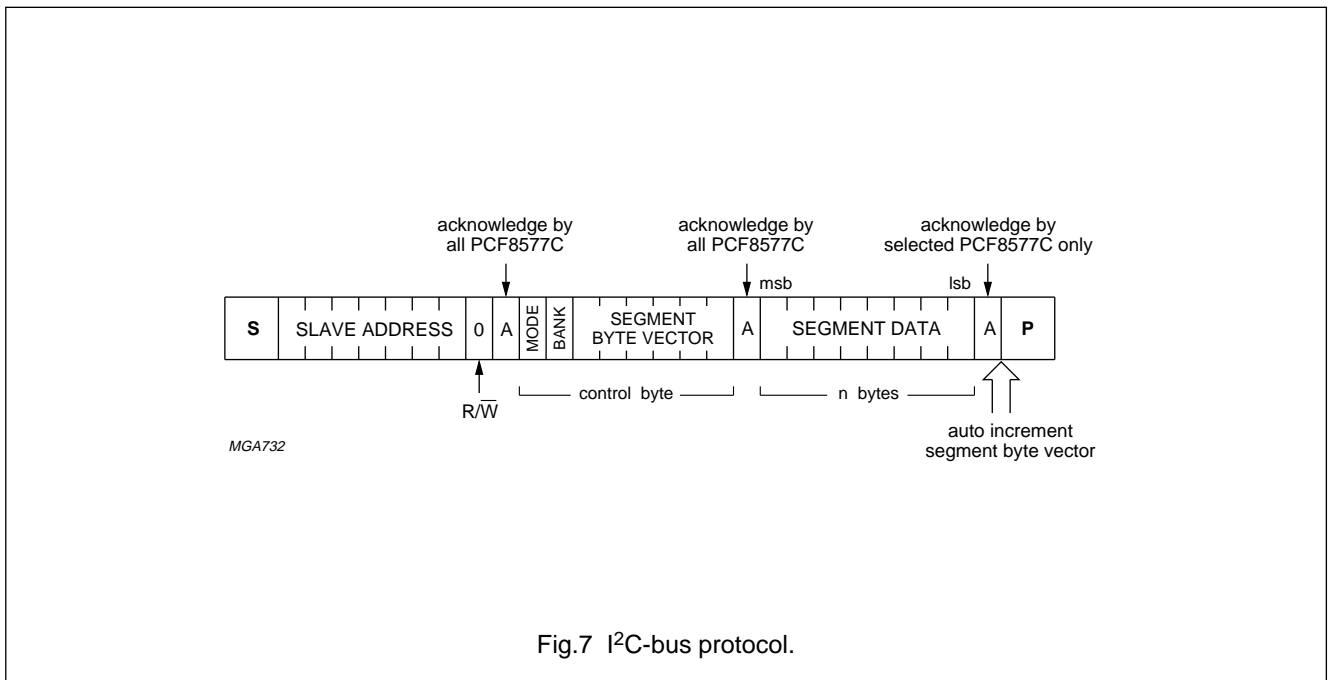 acknowledge by
all PCF8577C
acknowledge by
all PCF8577C
acknowledge by
selected PCF8577C only
msb
lsb
S
SLAVE ADDRESS
0
A
MODE
BANK
SEGMENT
BYTE VECTOR
A
SEGMENT DATA
A
P
R/W̅
control byte
n bytes
auto increment
segment byte vector
MGA732
Fig.7 I²C-bus protocol.